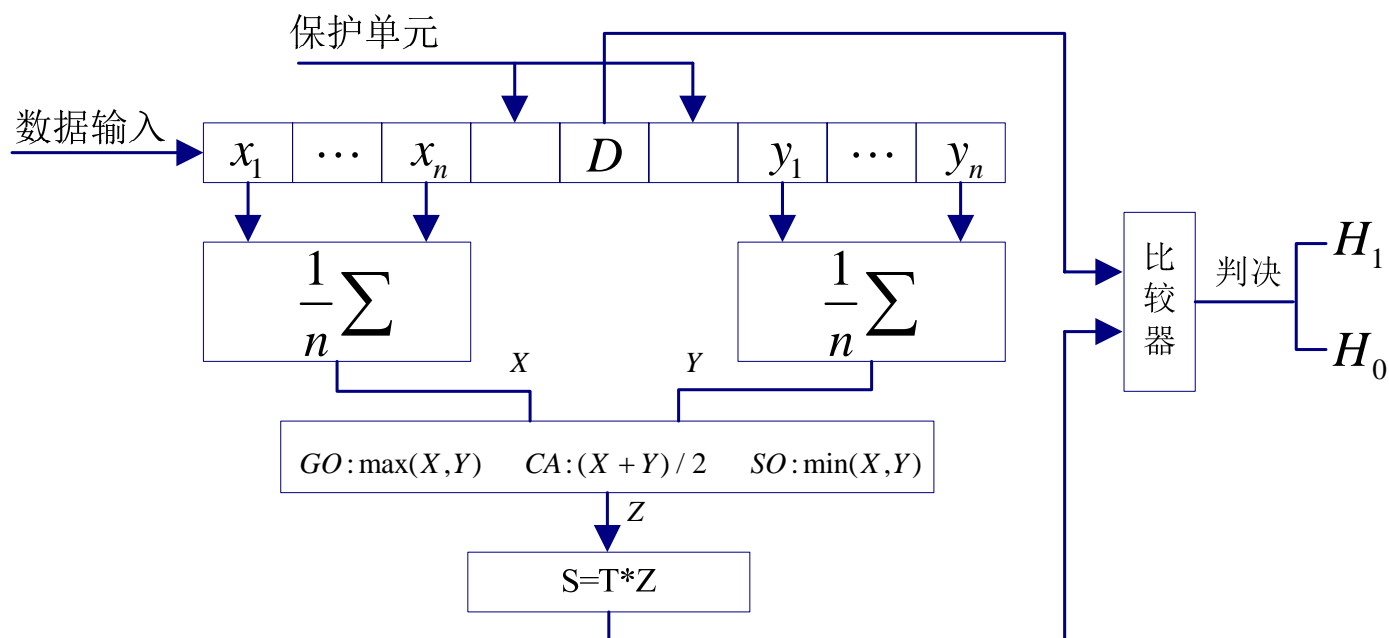 保护单元
数据输入
x₁ ⋯ xₙ D y₁ ⋯ yₙ
比较器
判决
H₁
H₀
1/n ∑ 1/n ∑
X Y
GO:max(X,Y) CA:(X+Y)/2 SO:min(X,Y)
Z
S=T*Z